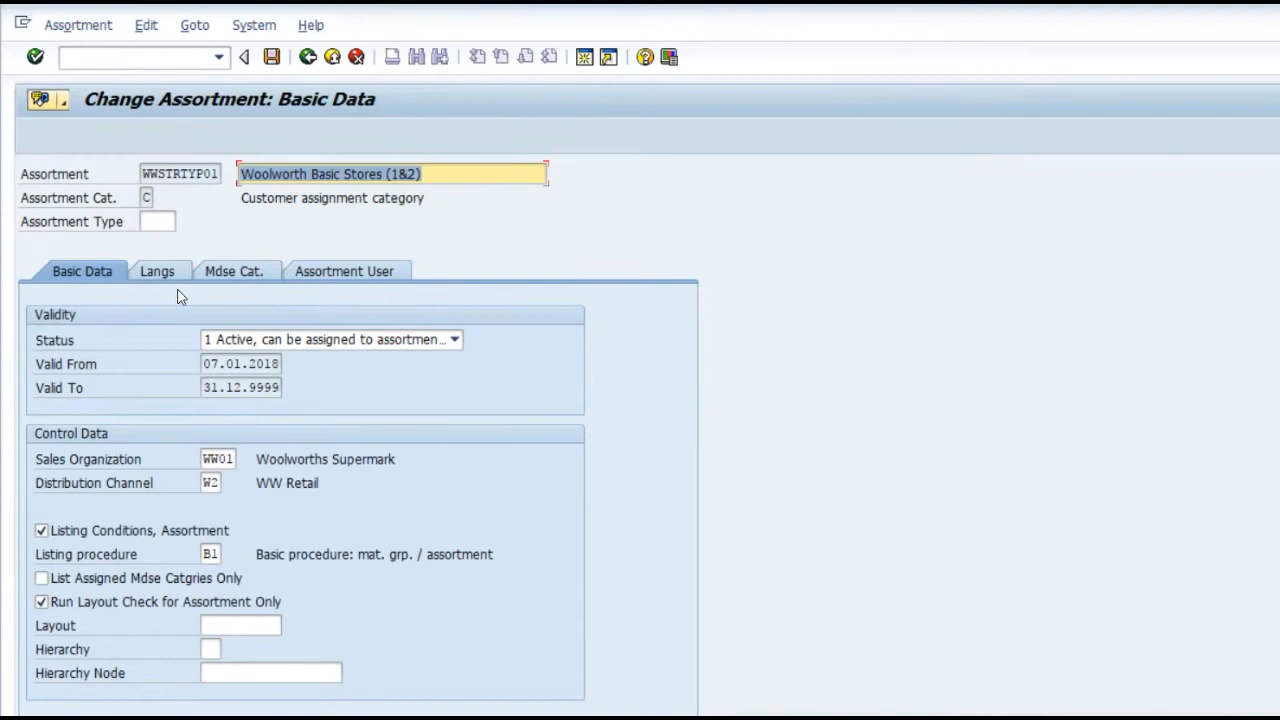 Assortment Edit Goto System Help
Change Assortment: Basic Data
Assortment WWSTRTYP01 Woolworth Basic Stores (1&2)
Assortment Cat. C Customer assignment category
Assortment Type
Basic Data Langs Mdse Cat. Assortment User
Validity
Status 1 Active, can be assigned to assortmen...
Valid From 07.01.2018
Valid To 31.12.9999
Control Data
Sales Organization WW01 Woolworths Supermark
Distribution Channel W2 WW Retail
Listing Conditions, Assortment
Listing procedure B1 Basic procedure: mat. grp. / assortment
List Assigned Mdse Catgries Only
Run Layout Check for Assortment Only
Layout
Hierarchy
Hierarchy Node